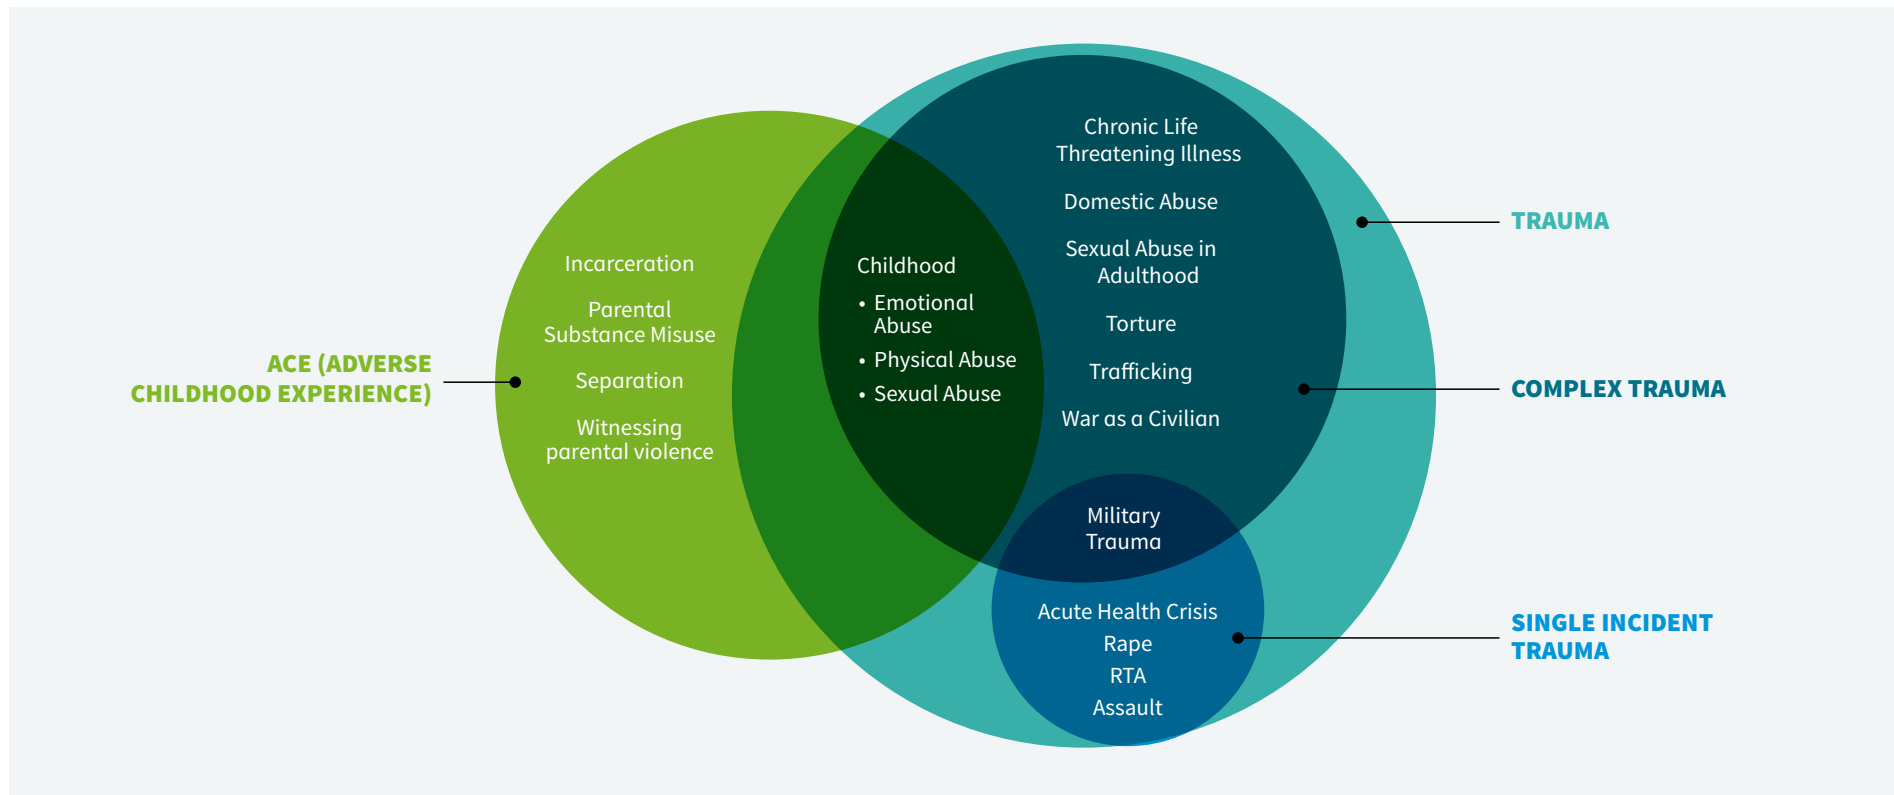 ACE (ADVERSE
CHILDHOOD EXPERIENCE)
Incarceration
Parental
Substance Misuse
Separation
Witnessing
parental violence
Childhood
• Emotional
Abuse
• Physical Abuse
• Sexual Abuse
Chronic Life
Threatening Illness
Domestic Abuse
Sexual Abuse in
Adulthood
Torture
Trafficking
War as a Civilian
Military
Trauma
Acute Health Crisis
Rape
RTA
Assault
TRAUMA
COMPLEX TRAUMA
SINGLE INCIDENT
TRAUMA